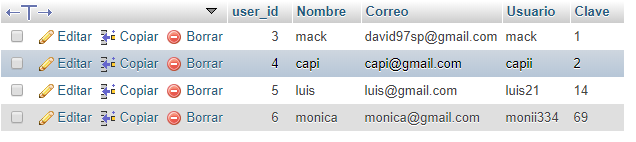 user_id Nombre Correo Usuario Clave
Editar Copiar Borrar 3 mack david97sp@gmail.com mack 1
Editar Copiar Borrar 4 capi capi@gmail.com capii 2
Editar Copiar Borrar 5 luis luis@gmail.com luis21 14
Editar Copiar Borrar 6 monica monica@gmail.com monii334 69